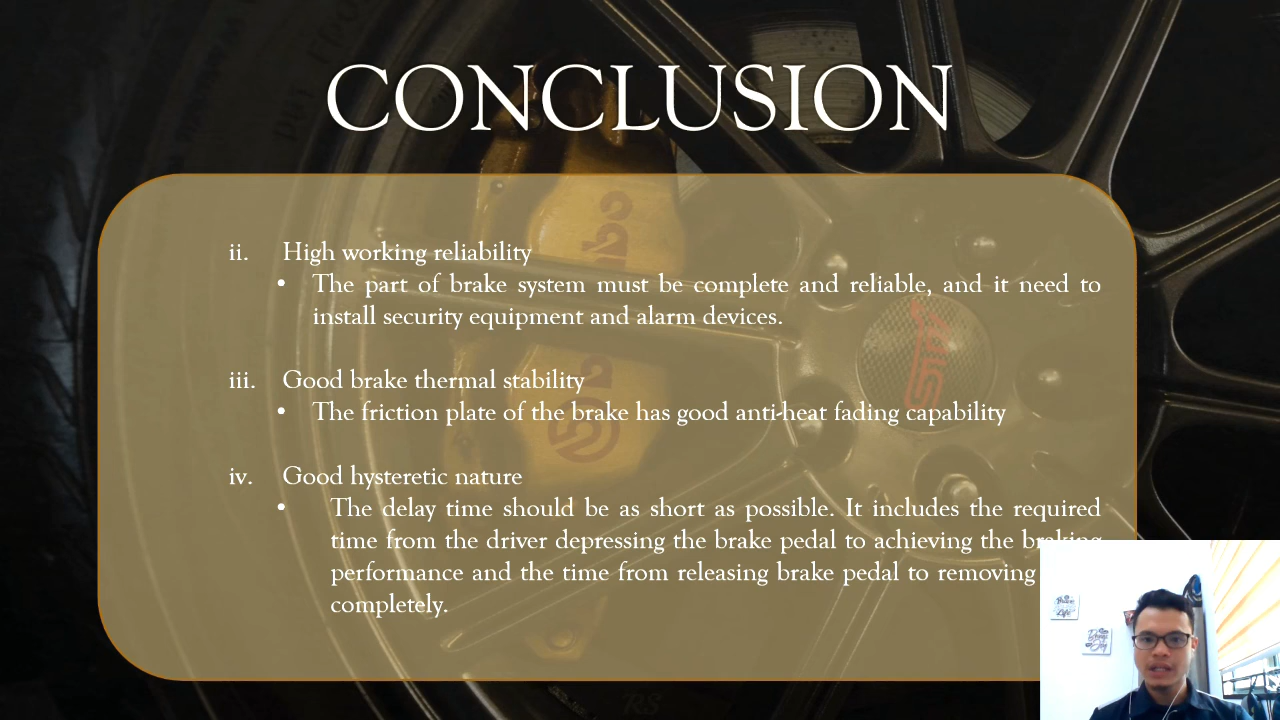 CONCLUSION
ii. High working reliability
• The part of brake system must be complete and reliable, and it need to
install security equipment and alarm devices.
iii. Good brake thermal stability
• The friction plate of the brake has good anti-heat fading capability
iv. Good hysteretic nature
• The delay time should be as short as possible. It includes the required
time from the driver depressing the brake pedal to achieving the braking
performance and the time from releasing brake pedal to removing
completely.
STI
RS